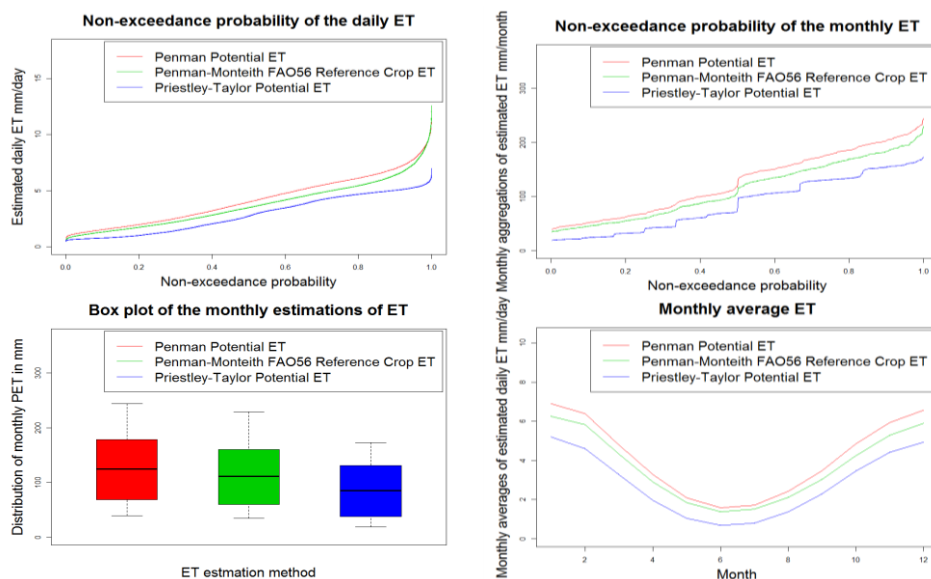 Non-exceedance probability of the daily ET
Estimated daily ET mm/day
Penman Potential ET
Penman-Monteith FAO56 Reference Crop ET
Priestley-Taylor Potential ET
15
10
5
0
0.0 0.2 0.4 0.6 0.8 1.0
Non-exceedance probability
Non-exceedance probability of the monthly ET
Monthly aggregations of estimated ET mm/month
Penman Potential ET
Penman-Monteith FAO56 Reference Crop ET
Priestley-Taylor Potential ET
300
200
100
0
0.0 0.2 0.4 0.6 0.8 1.0
Non-exceedance probability
Box plot of the monthly estimations of ET
Distribution of monthly PET in mm
Penman Potential ET
Penman-Monteith FAO56 Reference Crop ET
Priestley-Taylor Potential ET
300
200
100
0
ET estmation method
Monthly average ET
Monthly averages of estimated daily ET mm/day
Penman Potential ET
Penman-Monteith FAO56 Reference Crop ET
Priestley-Taylor Potential ET
10
8
6
4
2
0
2 4 6 8 10 12
Month